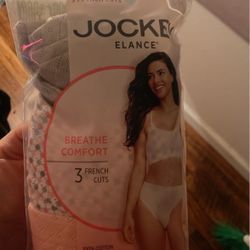 JOCKE
ELANCE®
BREATHE
COMFORT
3 FRENCH
CUTS